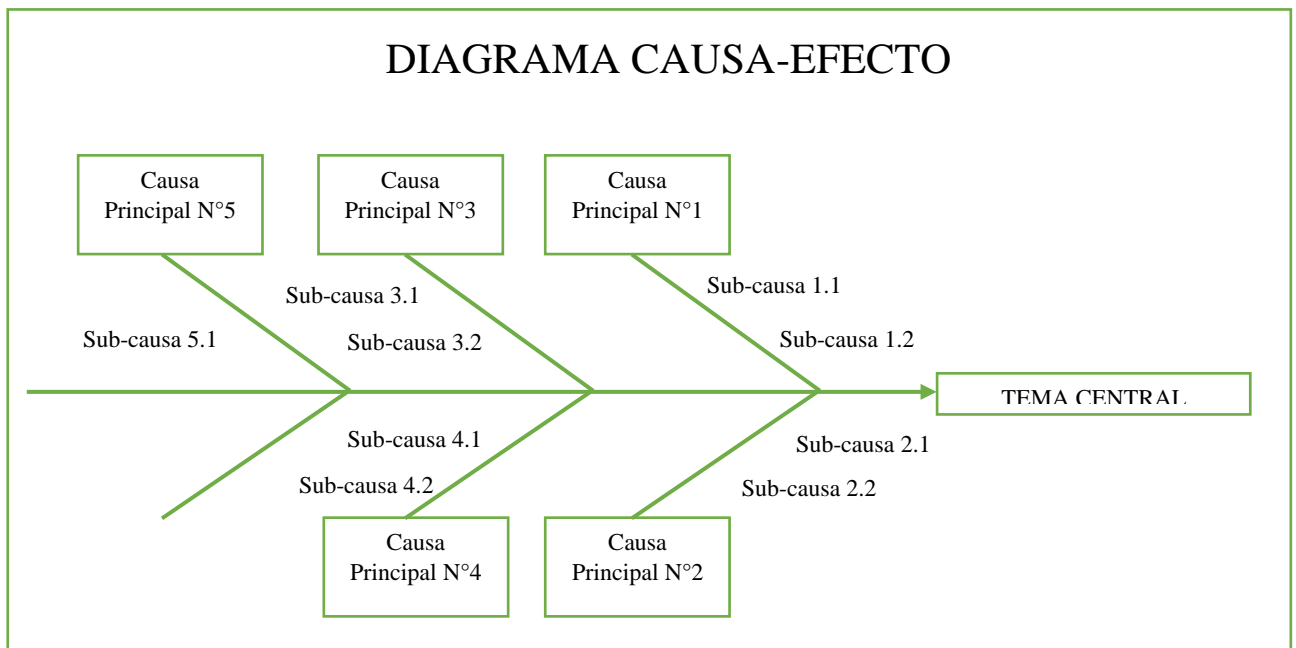 DIAGRAMA CAUSA-EFECTO
Causa
Principal N°5
Causa
Principal N°3
Causa
Principal N°1
Sub-causa 1.1
Sub-causa 3.1
Sub-causa 5.1
Sub-causa 3.2
Sub-causa 1.2
TEMA CENTRAL
Sub-causa 4.1
Sub-causa 2.1
Sub-causa 4.2
Sub-causa 2.2
Causa
Principal N°4
Causa
Principal N°2